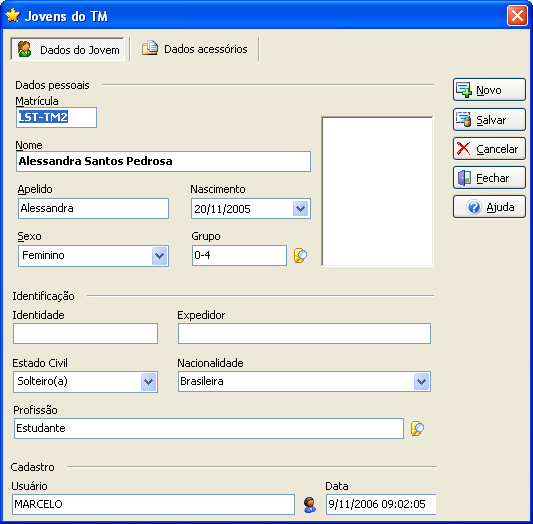 Jovens do TM
Dados do Jovem
Dados acessórios
Dados pessoais
Matrícula
LST-TM2
Nome
Alessandra Santos Pedrosa
Apelido
Nascimento
Alessandra
20/11/2005
Sexo
Grupo
Feminino
0-4
Novo
Salvar
Cancelar
Fechar
Ajuda
Identificação
Identidade
Expedidor
Estado Civil
Nacionalidade
Solteiro(a)
Brasileira
Profissão
Estudante
Cadastro
Usuário
Data
MARCELO
9/11/2006 09:02:05